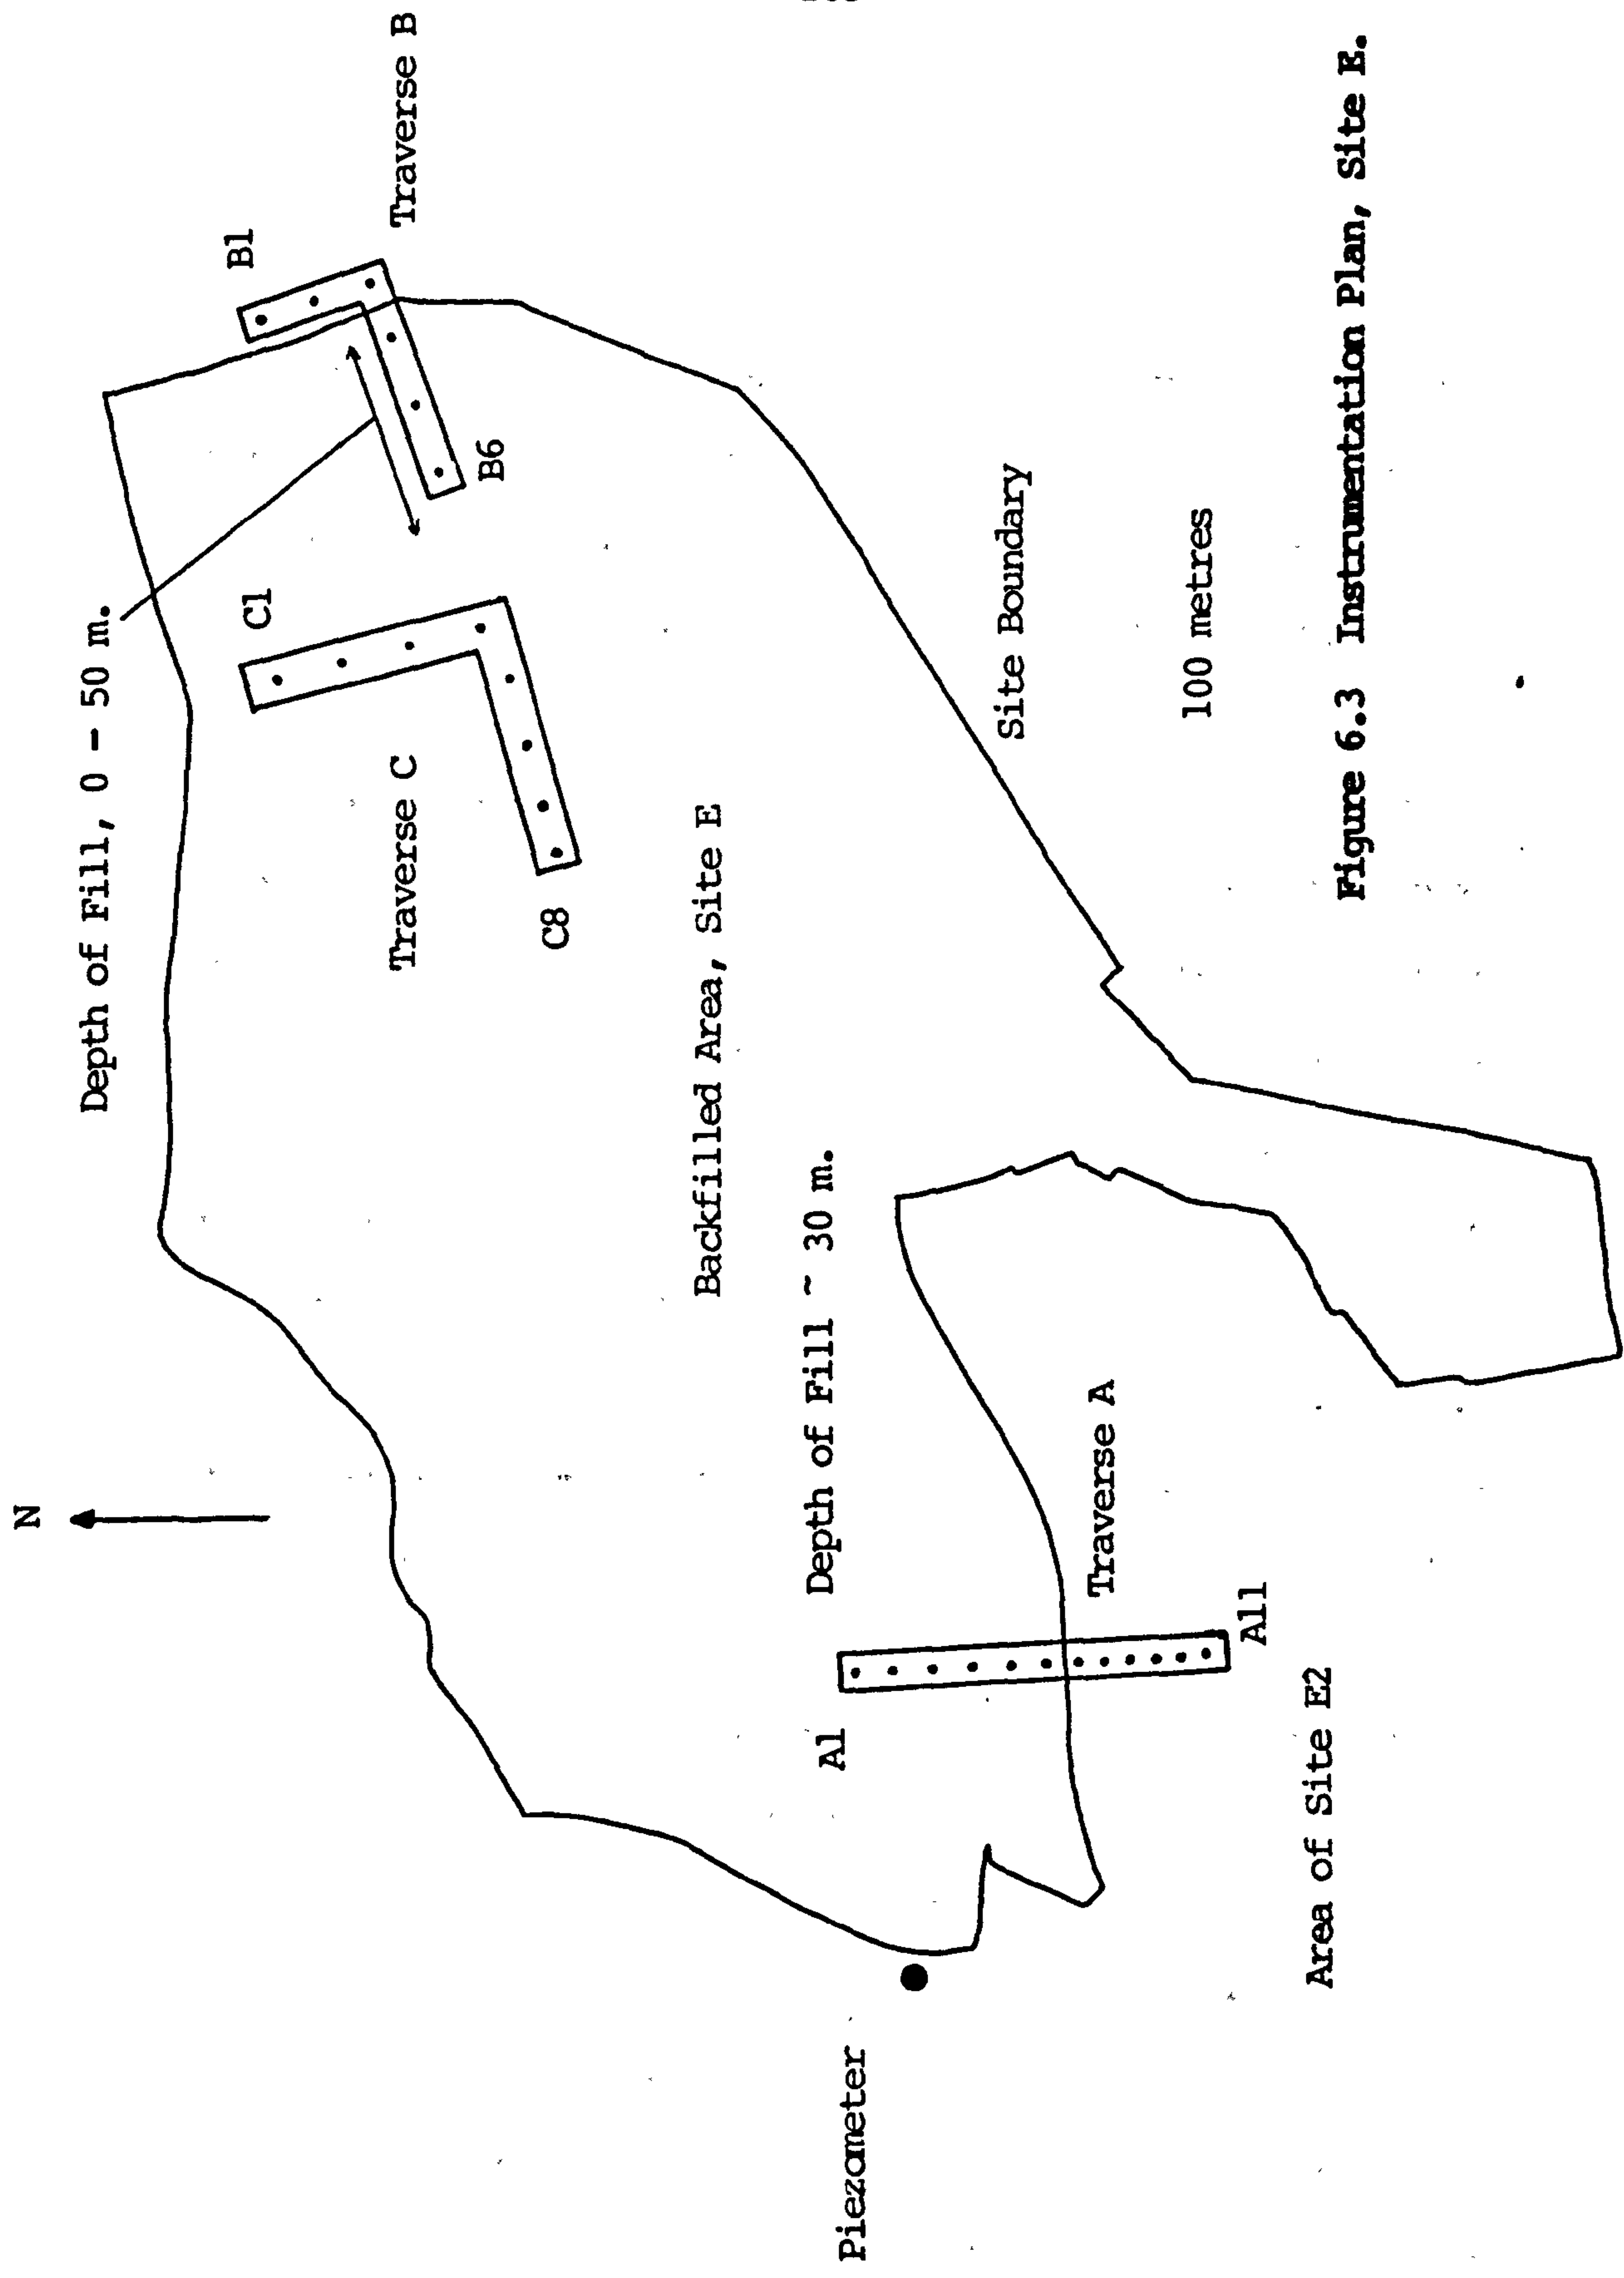 N
Depth of Fill, 0 - 50 m.
B1
C1
Traverse C
Traverse B
B6
C8
Backfilled Area, Site E
Depth of Fill ~ 30 m.
A1
Piezometer
Site Boundary
Traverse A
100 metres
A11
Area of Site E2
Figure 6.3 Instrumentation Plan, Site E.